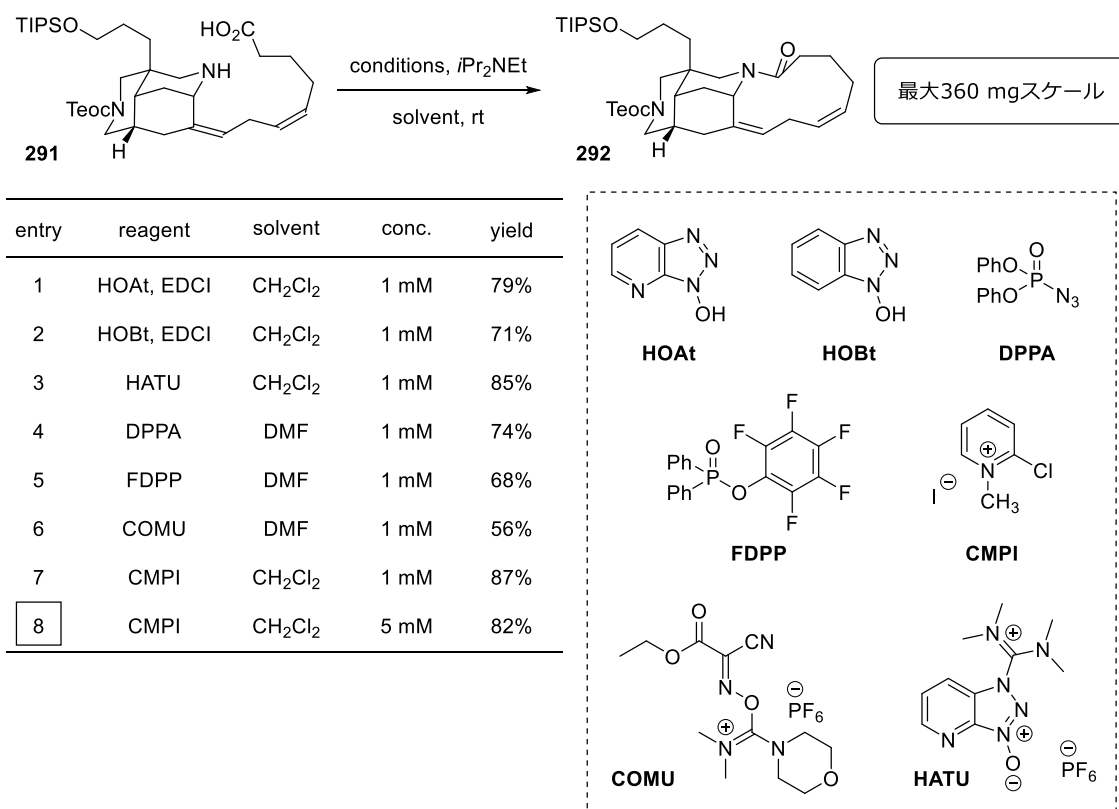 TIPSO
HO2C
NH
TeocN
H
291
conditions, iPr2NEt
solvent, rt
TIPSO
O
N
TeocN
H
292
最大360 mgスケール
entry reagent solvent conc. yield
1 HOAt, EDCI CH2Cl2 1 mM 79%
2 HOBt, EDCI CH2Cl2 1 mM 71%
3 HATU CH2Cl2 1 mM 85%
4 DPPA DMF 1 mM 74%
5 FDPP DMF 1 mM 68%
6 COMU DMF 1 mM 56%
7 CMPI CH2Cl2 1 mM 87%
8 CMPI CH2Cl2 5 mM 82%
N
N
N
N
OH
HOAt
N
N
N
OH
HOBt
O
PhO
P
PhO
N3
DPPA
F
F
F
O
Ph
P
Ph
O
F
F
FDPP
N
Cl
I
CH3
CMPI
O
O
CN
N
O
PF6
N
N
O
COMU
N
N
N
N
N
N
O
PF6
HATU